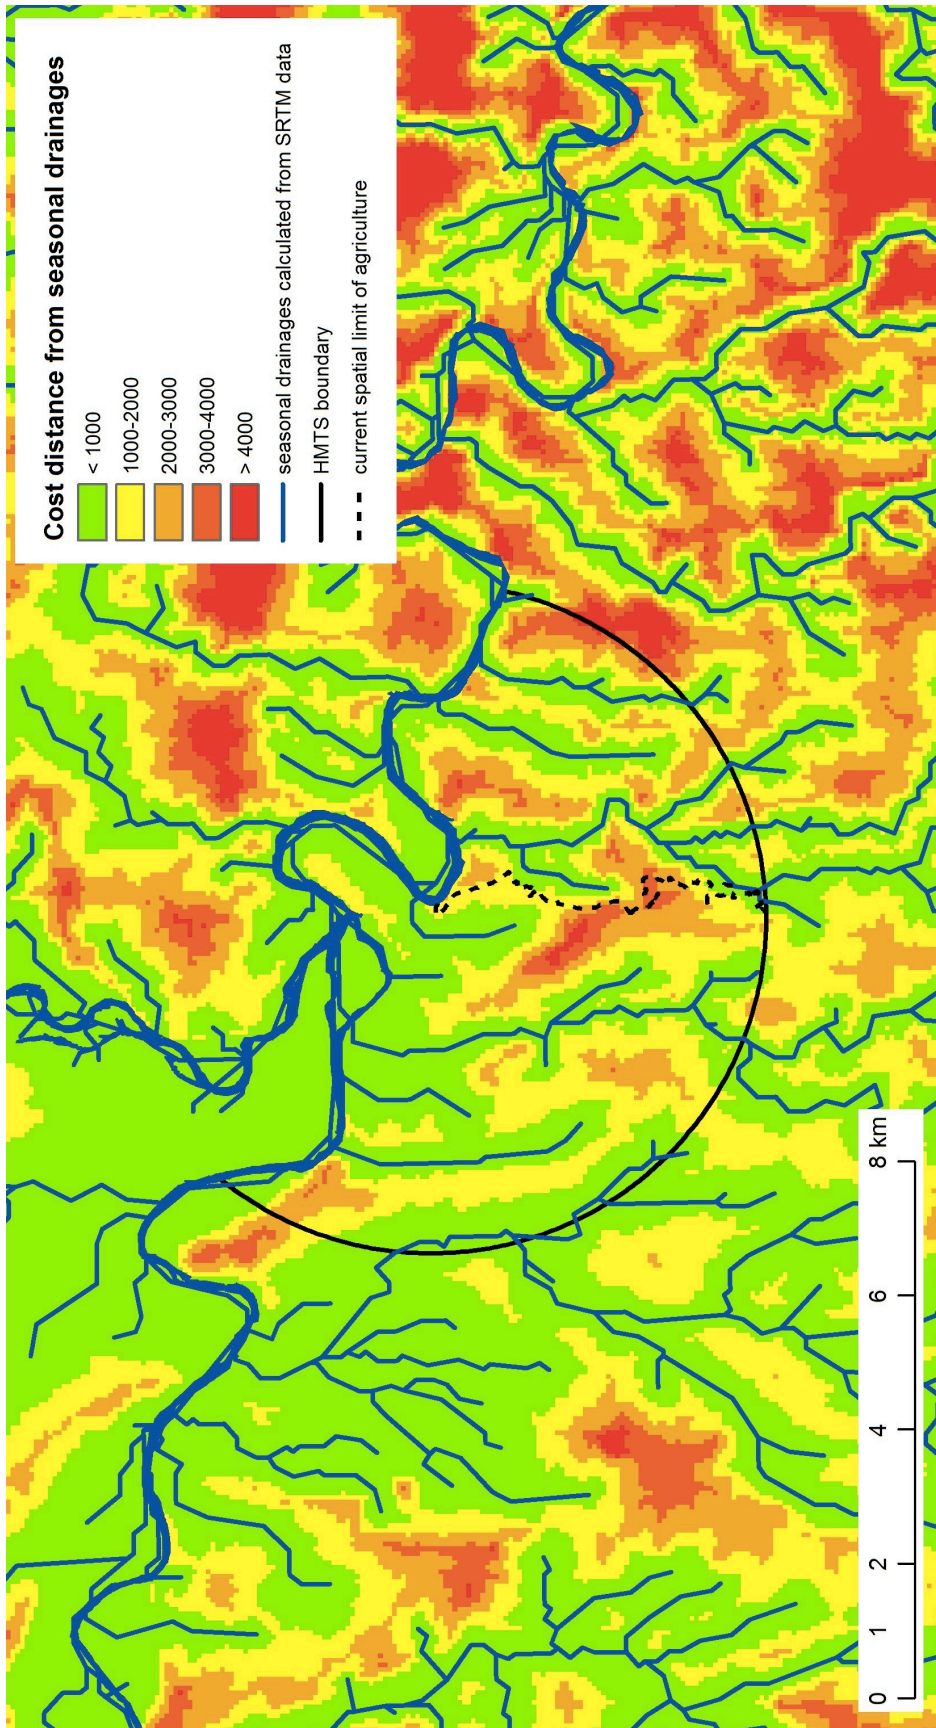 Cost distance from seasonal drainages
< 1000
1000-2000
2000-3000
3000-4000
> 4000
seasonal drainages calculated from SRTM data
HMTS boundary
current spatial limit of agriculture
0 1 2 4 6 8 km